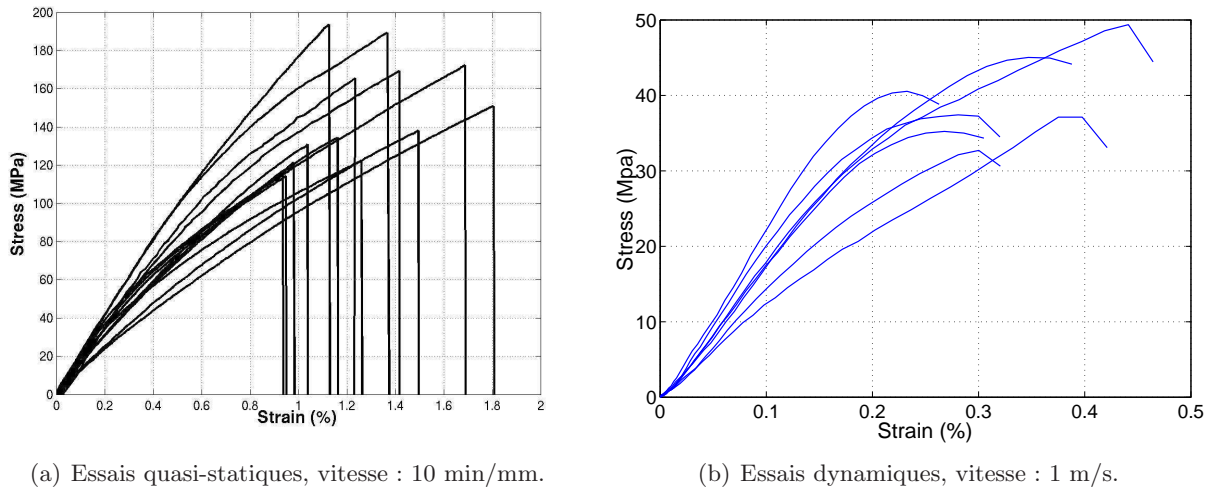 200
180
160
140
120
100
80
60
40
20
0
Stress (MPa)
0 0.2 0.4 0.6 0.8 1 1.2 1.4 1.6 1.8 2
Strain (%)
(a) Essais quasi-statiques, vitesse : 10 min/mm.
50
40
30
20
10
0
Stress (Mpa)
0 0.1 0.2 0.3 0.4 0.5
Strain (%)
(b) Essais dynamiques, vitesse : 1 m/s.